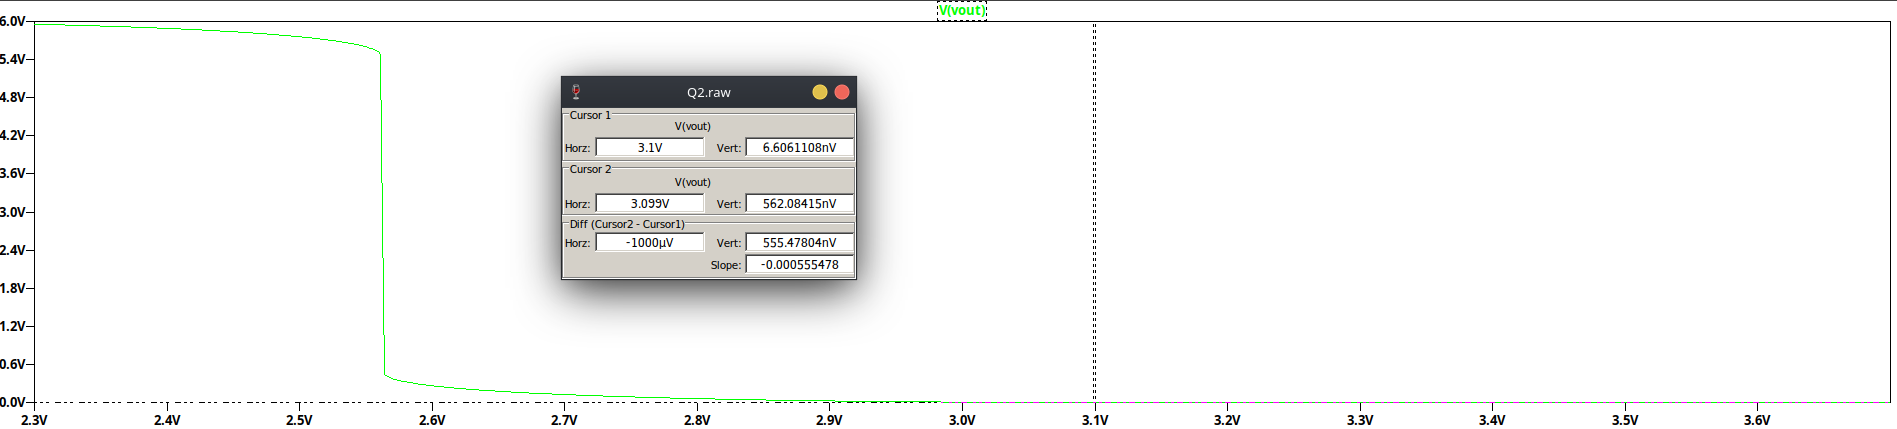 V(vout)
6.0V
5.4V
4.8V
4.2V
3.6V
3.0V
2.4V
1.8V
1.2V
0.6V
0.0V
Q2.raw
Cursor 1
V(vout)
Horz: 3.1V Vert: 6.6061108nV
Cursor 2
V(vout)
Horz: 3.099V Vert: 562.08415nV
Diff (Cursor2 - Cursor1)
Horz: -1000µV Vert: 555.47804nV
Slope: -0.000555478
2.3V 2.4V 2.5V 2.6V 2.7V 2.8V 2.9V 3.0V 3.1V 3.2V 3.3V 3.4V 3.5V 3.6V